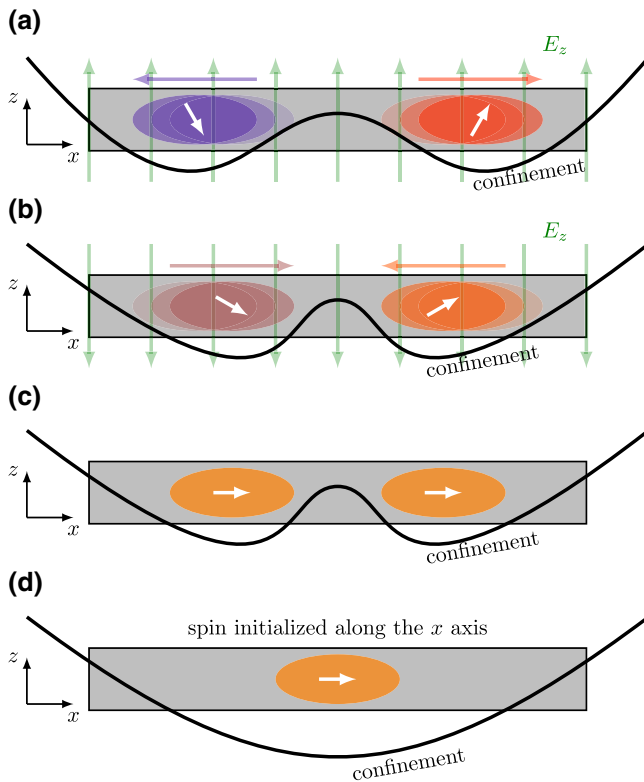 (a)
E_z
z
x
confinement
(b)
E_z
z
x
confinement
(c)
z
x
confinement
(d)
spin initialized along the x axis
z
x
confinement